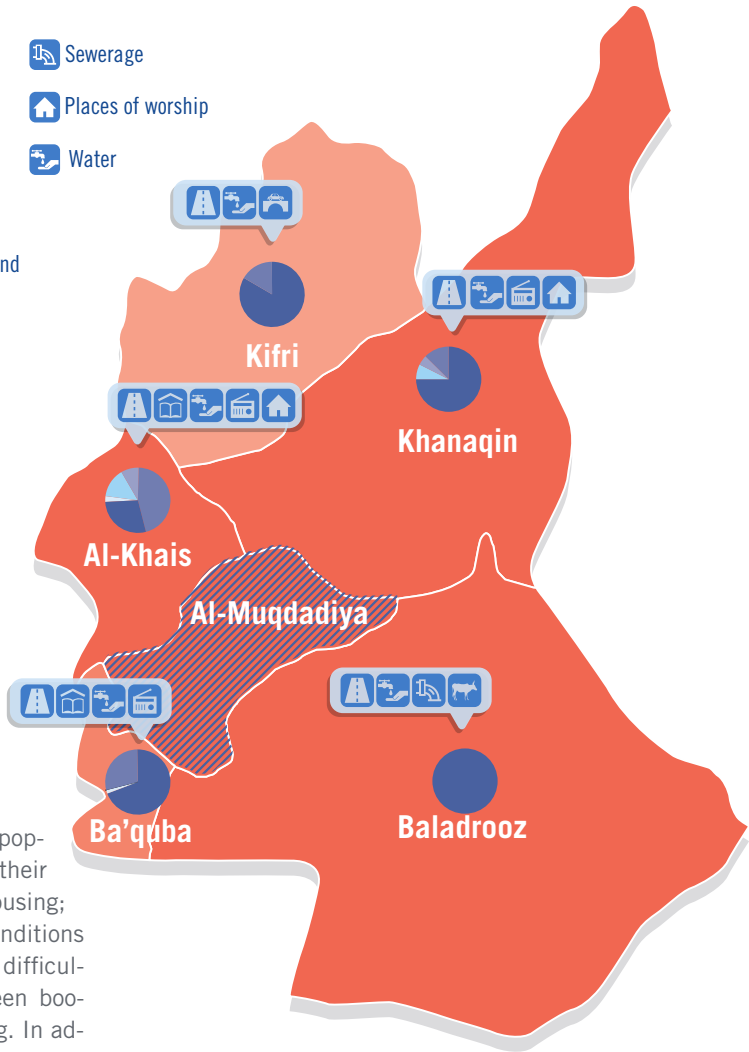 Sewerage
Places of worship
Water
and
Kifri
Khanaqin
Al-Khais
Al-Muqdadiya
Ba'quba
Baladrooz
pop-
their
ousing;
nditions
difficul-
een boo-
g. In ad-